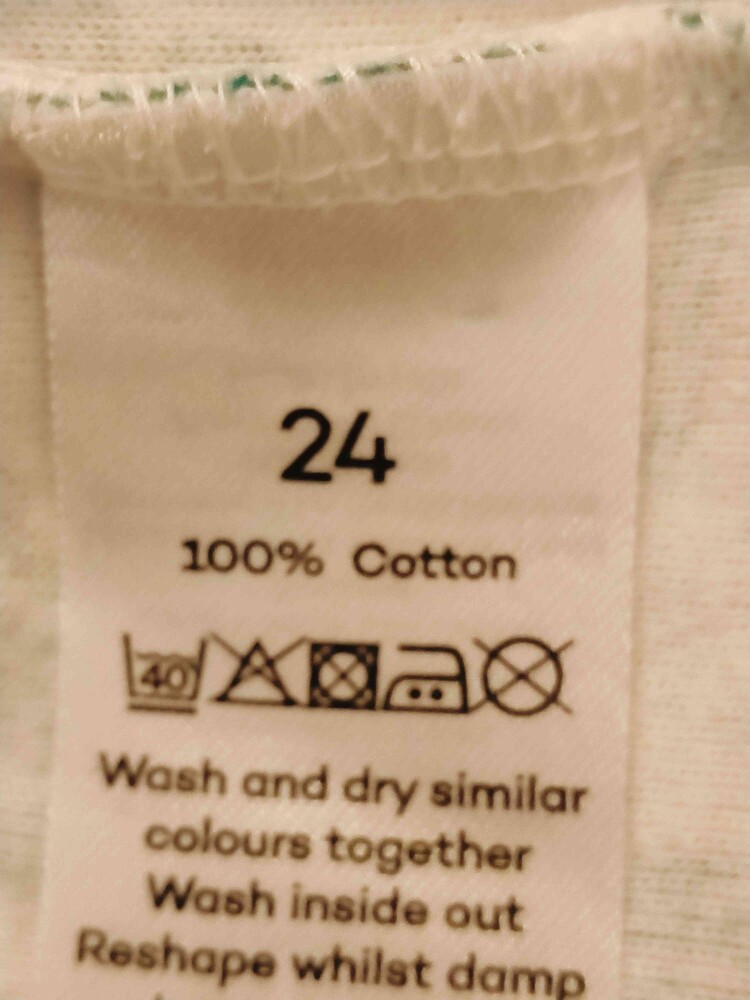 24
100% Cotton
40
Wash and dry similar
colours together
Wash inside out
Reshape whilst damp